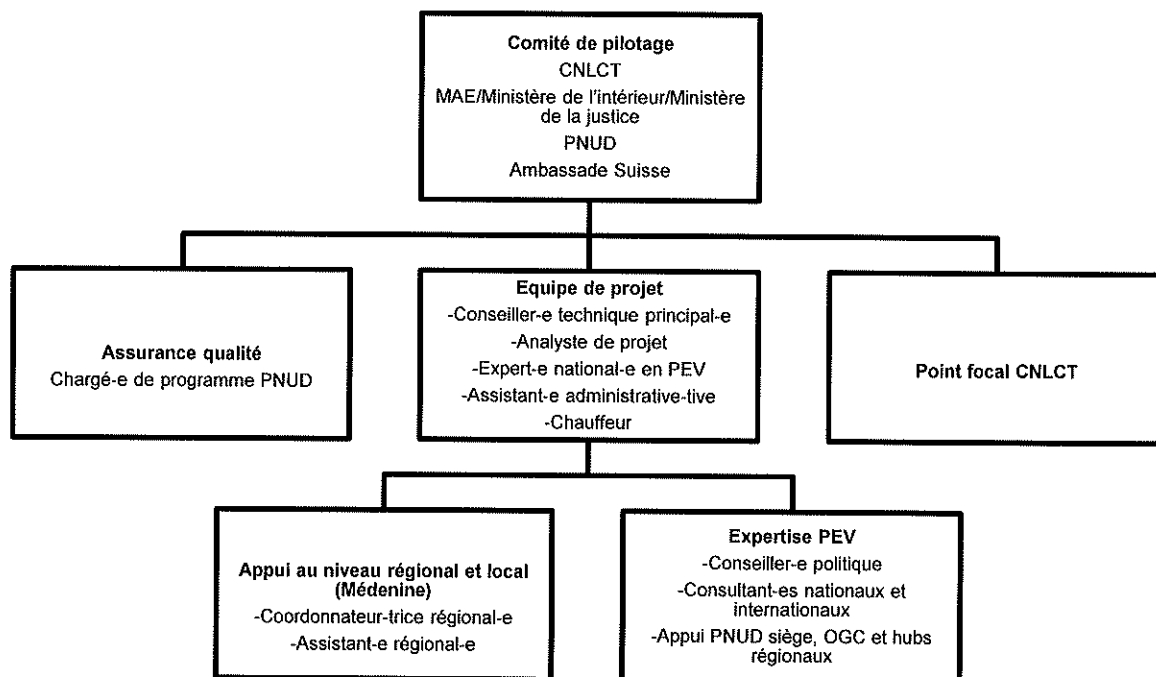 Comité de pilotage
CNLCT
MAE/Ministère de l'intérieur/Ministère
de la justice
PNUD
Ambassade Suisse
Assurance qualité
Chargé-e de programme PNUD
Equipe de projet
-Conseiller-e technique principal-e
-Analyste de projet
-Expert-e national-e en PEV
-Assistant-e administrative-tive
-Chauffeur
Point focal CNLCT
Appui au niveau régional et local
(Médenine)
-Coordonnateur-trice régional-e
-Assistant-e régional-e
Expertise PEV
-Conseiller-e politique
-Consultant-es nationaux et
internationaux
-Appui PNUD siège, OGC et hubs
régionaux